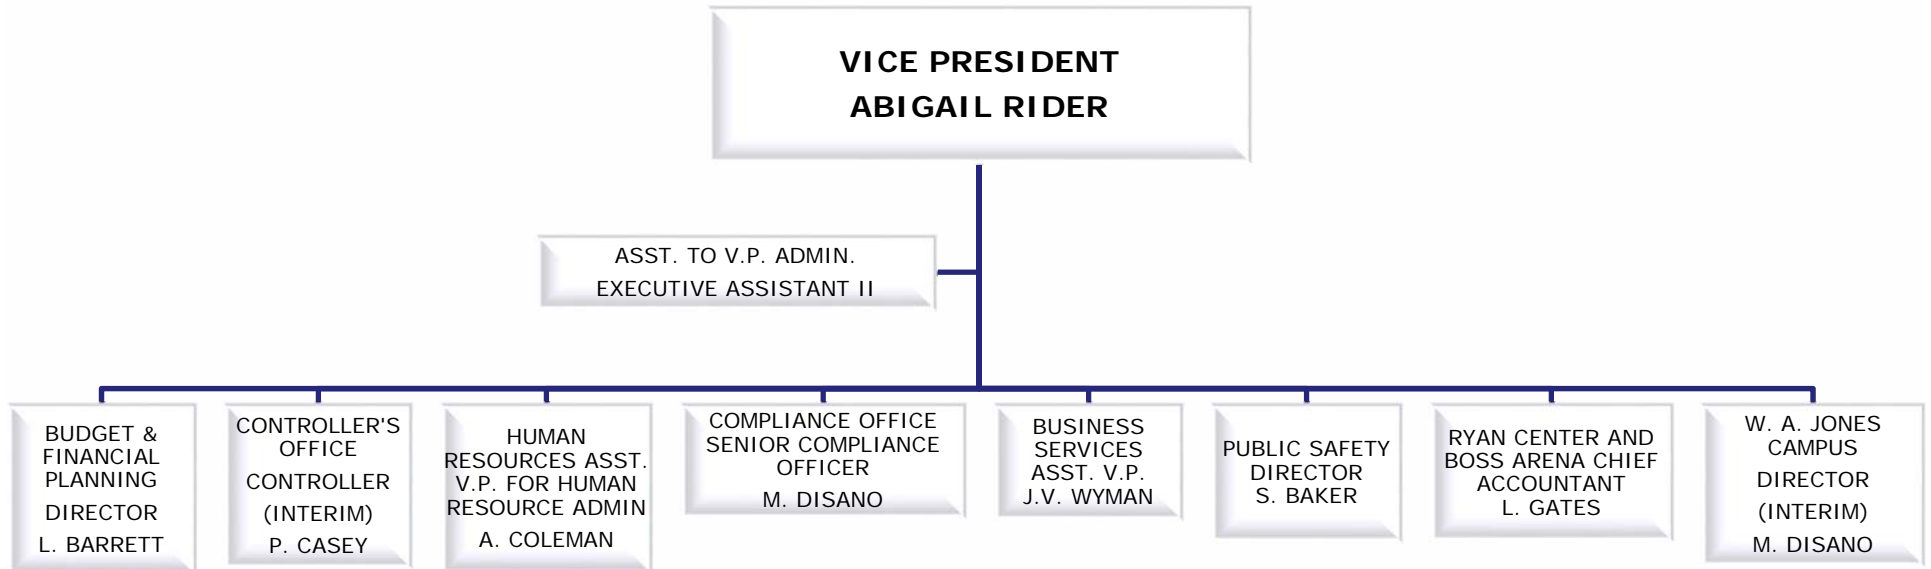 VICE PRESIDENT
ABIGAIL RIDER
ASST. TO V.P. ADMIN.
EXECUTIVE ASSISTANT II
BUDGET &
FINANCIAL
PLANNING
DIRECTOR
L. BARRETT
CONTROLLER'S
OFFICE
CONTROLLER
(INTERIM)
P. CASEY
HUMAN
RESOURCES ASST.
V.P. FOR HUMAN
RESOURCE ADMIN
A. COLEMAN
COMPLIANCE OFFICE
SENIOR COMPLIANCE
OFFICER
M. DISANO
BUSINESS
SERVICES
ASST. V.P.
J.V. WYMAN
PUBLIC SAFETY
DIRECTOR
S. BAKER
RYAN CENTER AND
BOSS ARENA CHIEF
ACCOUNTANT
L. GATES
W. A. JONES
CAMPUS
DIRECTOR
(INTERIM)
M. DISANO